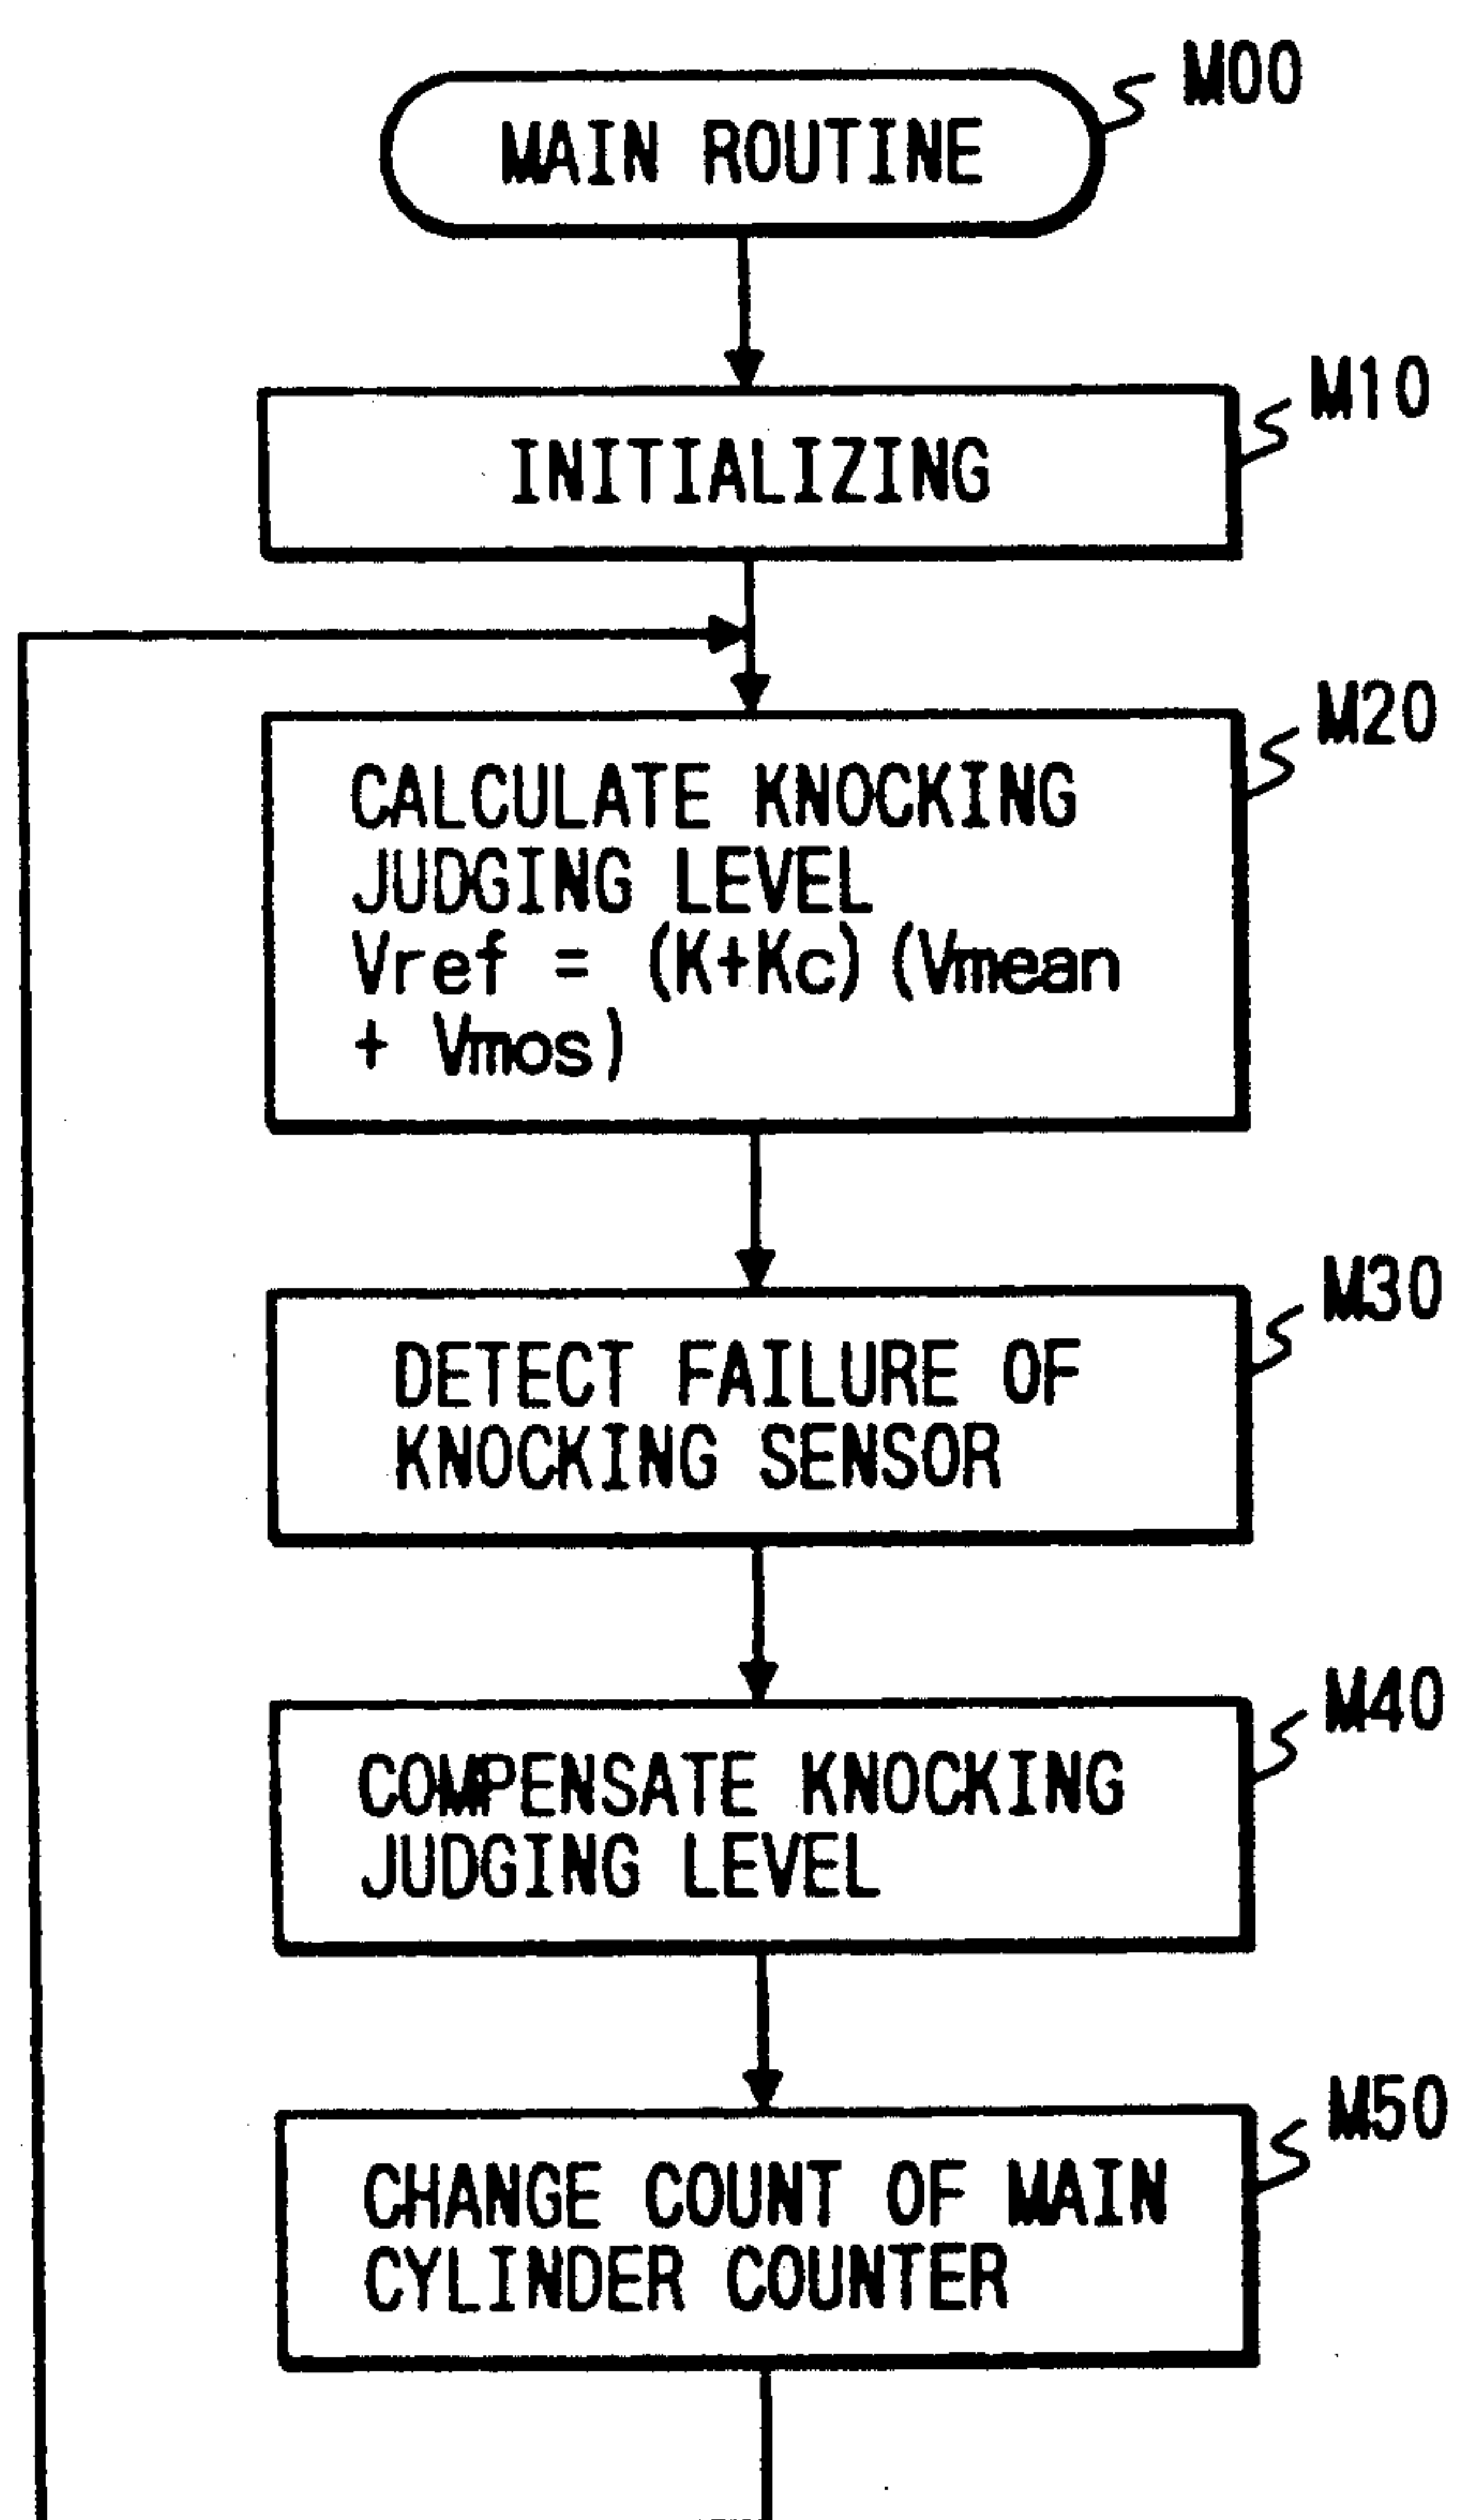 M00
MAIN ROUTINE
M10
INITIALIZING
M20
CALCULATE KNOCKING
JUDGING LEVEL
Vref = (K+Kc) (Vmean
+ Vmos)
M30
DETECT FAILURE OF
KNOCKING SENSOR
M40
COMPENSATE KNOCKING
JUDGING LEVEL
M50
CHANGE COUNT OF MAIN
CYLINDER COUNTER